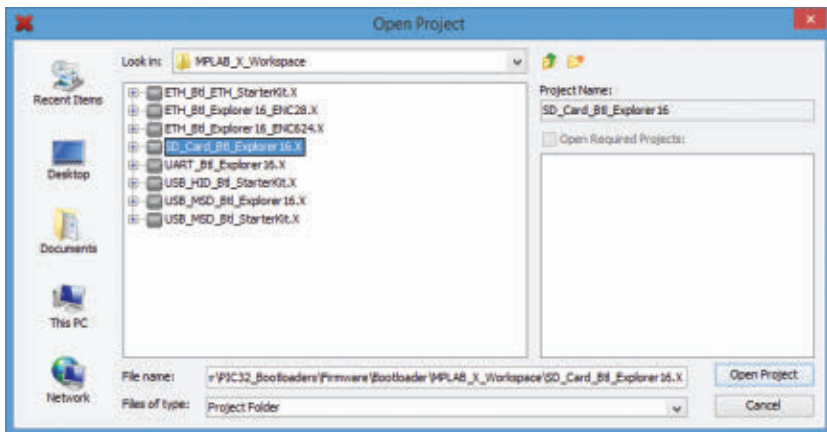 Open Project
Look in: MPLAB_X_Workspace
Recent Items
Desktop
Documents
This PC
Network
ETH_Btl_ETH_StarterKit.X
ETH_Btl_Explorer16_ENC28.X
ETH_Btl_Explorer16_ENC624.X
SD_Card_Btl_Explorer16.X
UART_Btl_Explorer16.X
USB_HID_Btl_StarterKit.X
USB_MSD_Btl_Explorer16.X
USB_MSD_Btl_StarterKit.X
Project Name:
SD_Card_Btl_Explorer16
Open Required Projects:
File name: r\PIC32_Bootloaders\Firmware\Bootloader\MPLAB_X_Workspace\SD_Card_Btl_Explorer16.X
Open Project
Files of type: Project Folder
Cancel